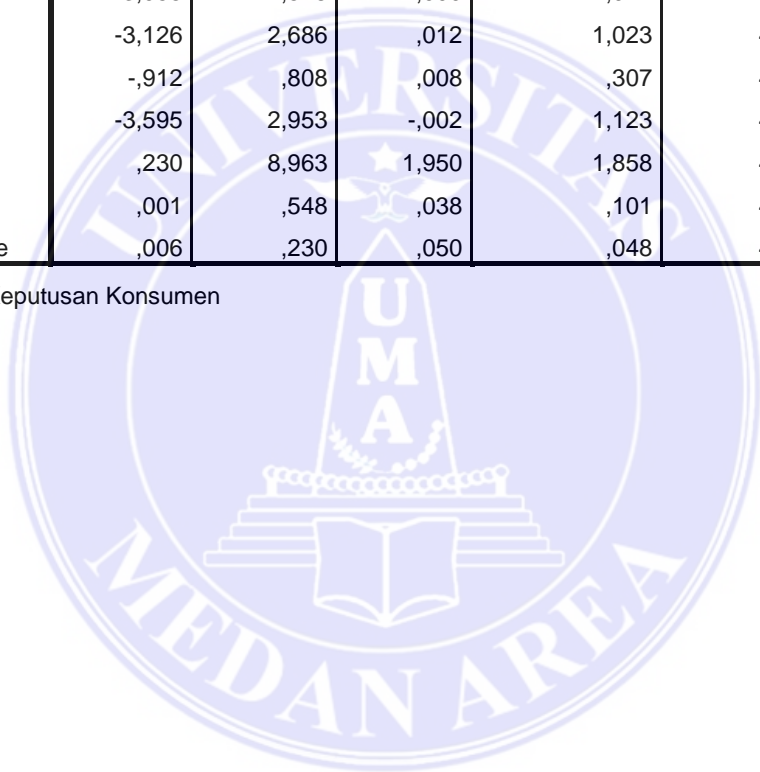 -3,126 2,686 ,012 1,023
-,912 ,808 ,008 ,307
-3,595 2,953 -,002 1,123
,230 8,963 1,950 1,858
,001 ,548 ,038 ,101
e ,006 ,230 ,050 ,048
eputusan Konsumen
UNIVERSITAS
UMA
MEDAN AREA